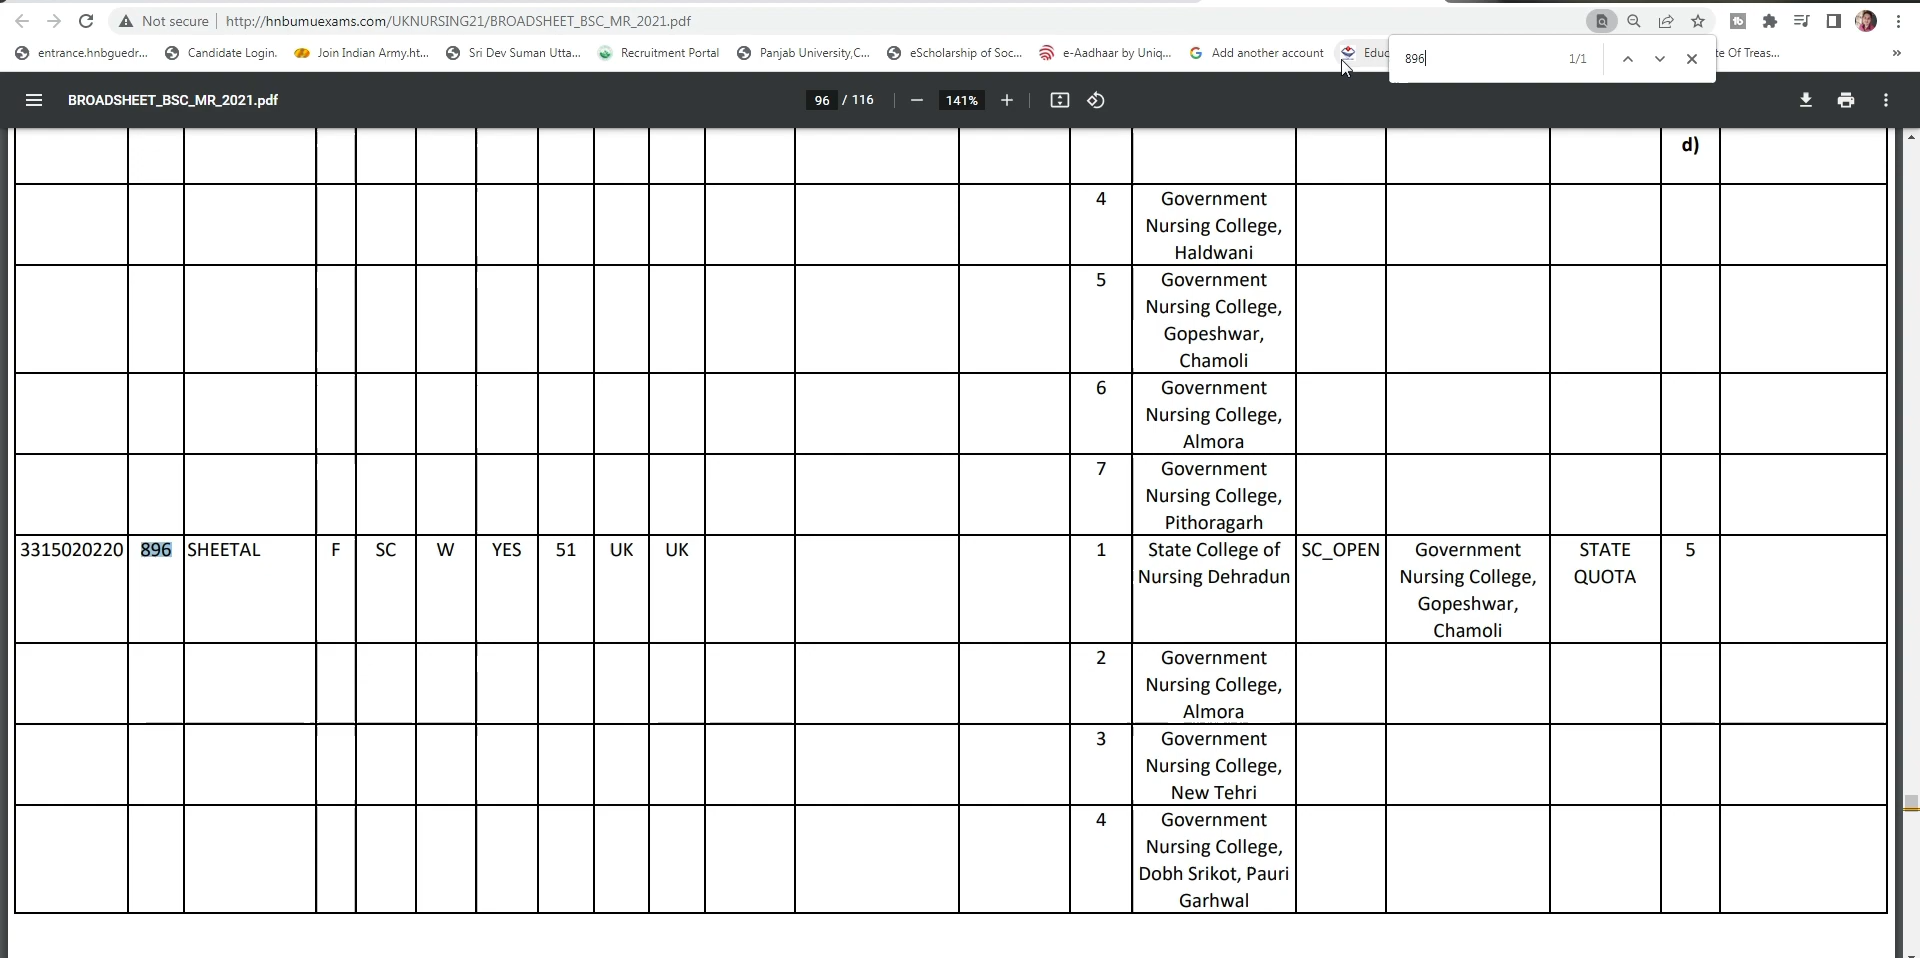 Not secure http://hnbumuexams.com/UKNURSING21/BROADSHEET_BSC_MR_2021.pdf
entrance.hnbguedr... Candidate Login. Join Indian Army.ht... Sri Dev Suman Utta... Recruitment Portal Panjab University,C... eScholarship of Soc... e-Aadhaar by Uniq... Add another account Educ te Of Treas... »
896 1/1
BROADSHEET_BSC_MR_2021.pdf 96 / 116 141%
d)
4 Government
Nursing College,
Haldwani
5 Government
Nursing College,
Gopeshwar,
Chamoli
6 Government
Nursing College,
Almora
7 Government
Nursing College,
Pithoragarh
3315020220 896 SHEETAL F SC W YES 51 UK UK 1 State College of SC_OPEN Government STATE 5
Nursing Dehradun Nursing College, QUOTA
Gopeshwar,
Chamoli
2 Government
Nursing College,
Almora
3 Government
Nursing College,
New Tehri
4 Government
Nursing College,
Dobh Srikot, Pauri
Garhwal